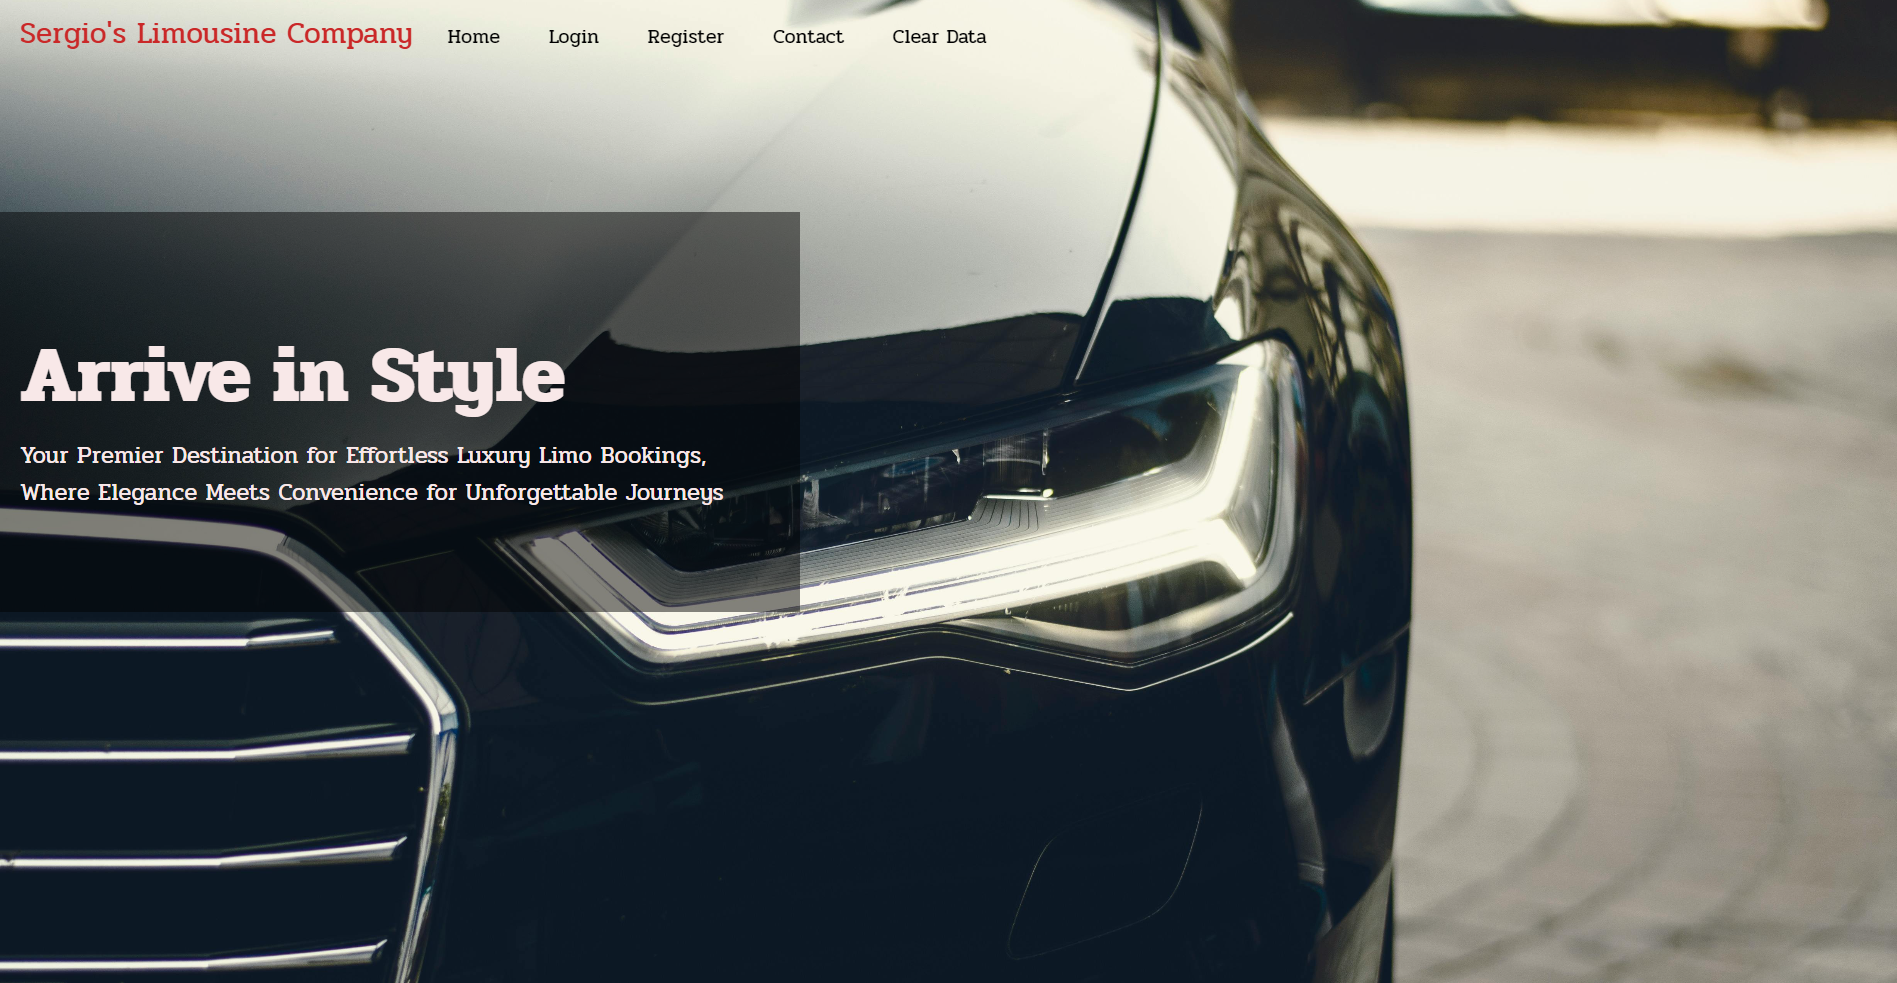 Sergio's Limousine Company Home Login Register Contact Clear Data
Arrive in Style
Your Premier Destination for Effortless Luxury Limo Bookings,
Where Elegance Meets Convenience for Unforgettable Journeys